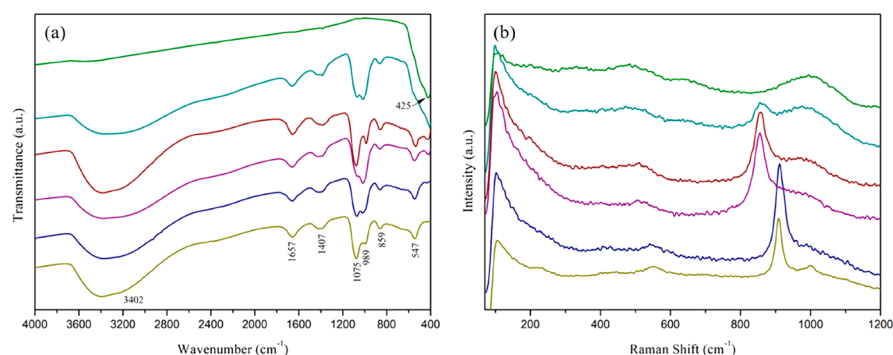 (a)
Transmittance (a.u.)
425
3402
1657
1407
1075
989
859
547
4000 3600 3200 2800 2400 2000 1600 1200 800 400
Wavenumber (cm⁻¹)
(b)
Intensity (a.u.)
200 400 600 800 1000 1200
Raman Shift (cm⁻¹)